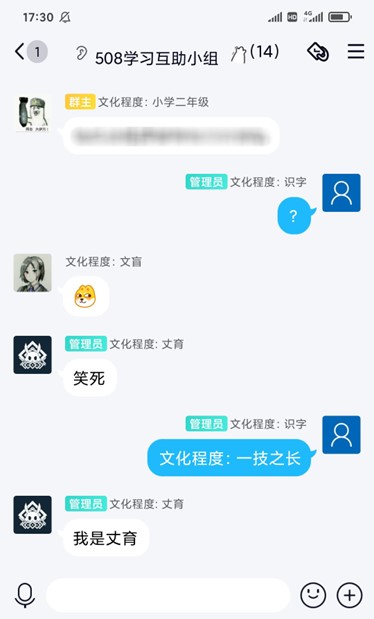 17:30
4G
1
508学习互助小组
(14)
群主 文化程度: 小学二年级
管理员 文化程度: 识字
?
文化程度: 文盲
管理员 文化程度: 丈育
笑死
管理员 文化程度: 识字
文化程度: 一技之长
管理员 文化程度: 丈育
我是丈育